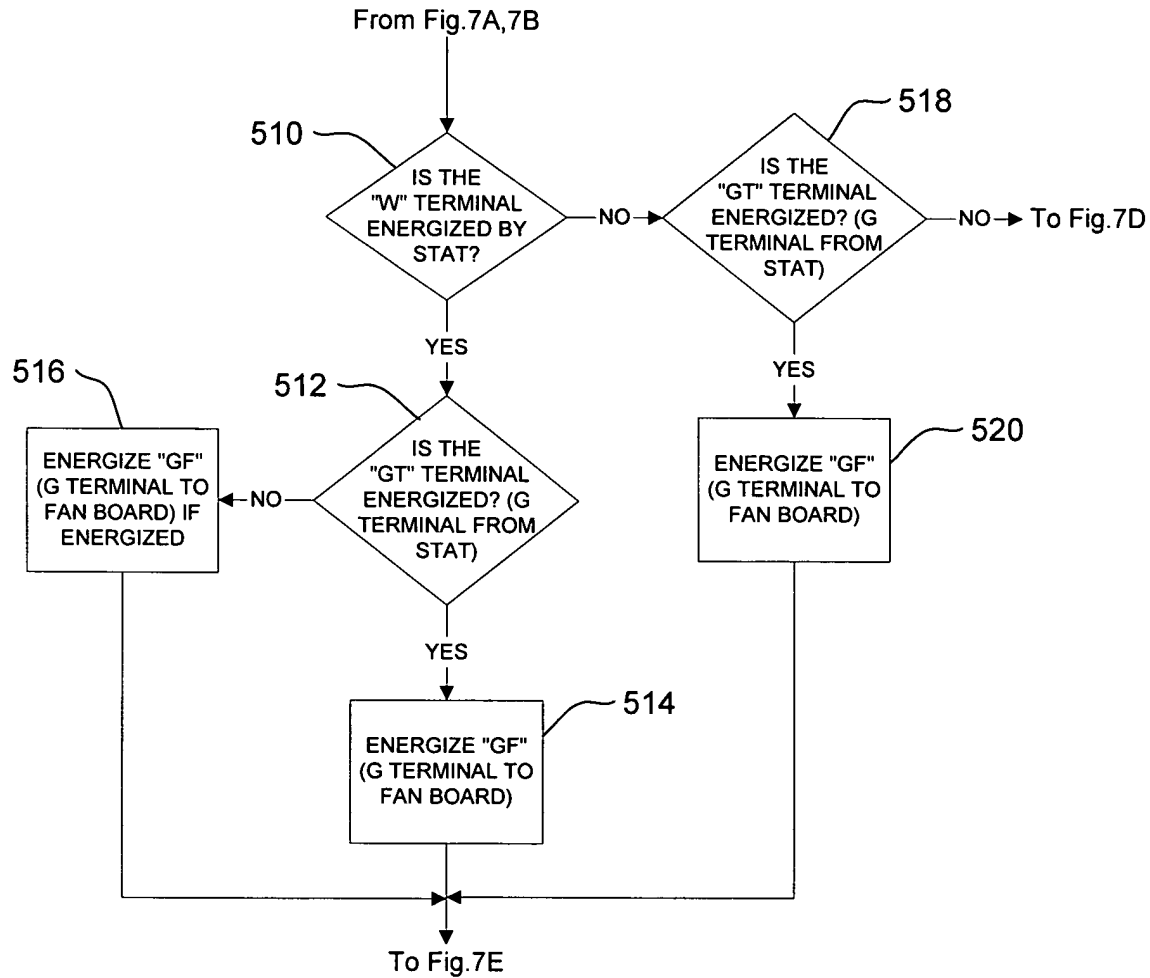 From Fig.7A,7B
510
IS THE
"W" TERMINAL
ENERGIZED BY
STAT?
NO
518
IS THE
"GT" TERMINAL
ENERGIZED? (G
TERMINAL FROM
STAT)
NO
To Fig.7D
YES
YES
516
ENERGIZE "GF"
(G TERMINAL TO
FAN BOARD) IF
ENERGIZED
NO
512
IS THE
"GT" TERMINAL
ENERGIZED? (G
TERMINAL FROM
STAT)
520
ENERGIZE "GF"
(G TERMINAL TO
FAN BOARD)
YES
514
ENERGIZE "GF"
(G TERMINAL TO
FAN BOARD)
To Fig.7E